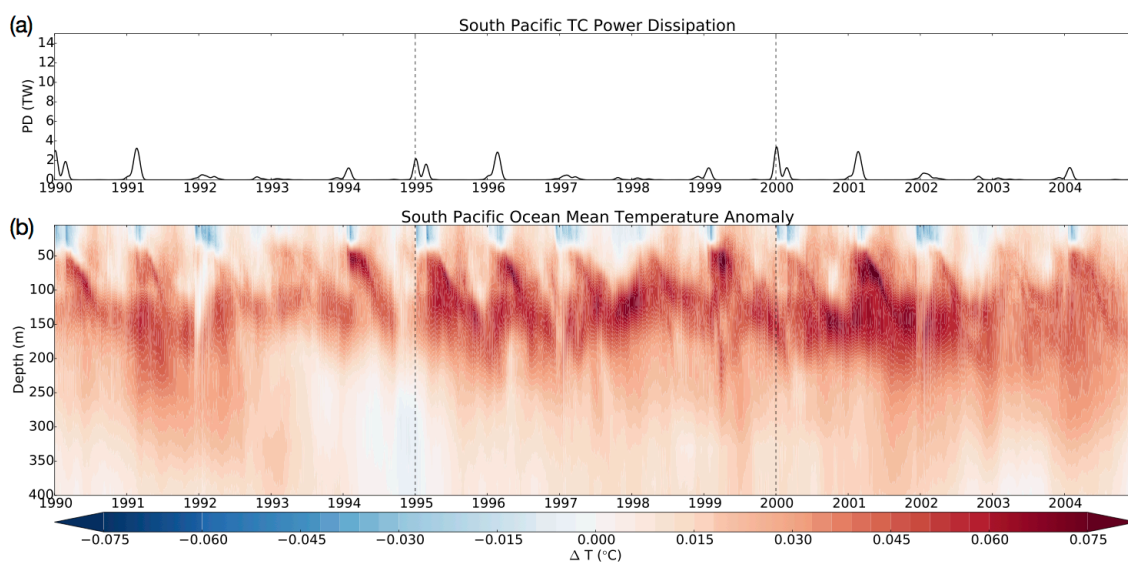 (a)
South Pacific TC Power Dissipation
PD (TW)
14
12
10
8
6
4
2
0
1990 1991 1992 1993 1994 1995 1996 1997 1998 1999 2000 2001 2002 2003 2004
(b)
South Pacific Ocean Mean Temperature Anomaly
Depth (m)
50
100
150
200
250
300
350
400
1990 1991 1992 1993 1994 1995 1996 1997 1998 1999 2000 2001 2002 2003 2004
−0.075 −0.060 −0.045 −0.030 −0.015 0.000 0.015 0.030 0.045 0.060 0.075
Δ T (°C)